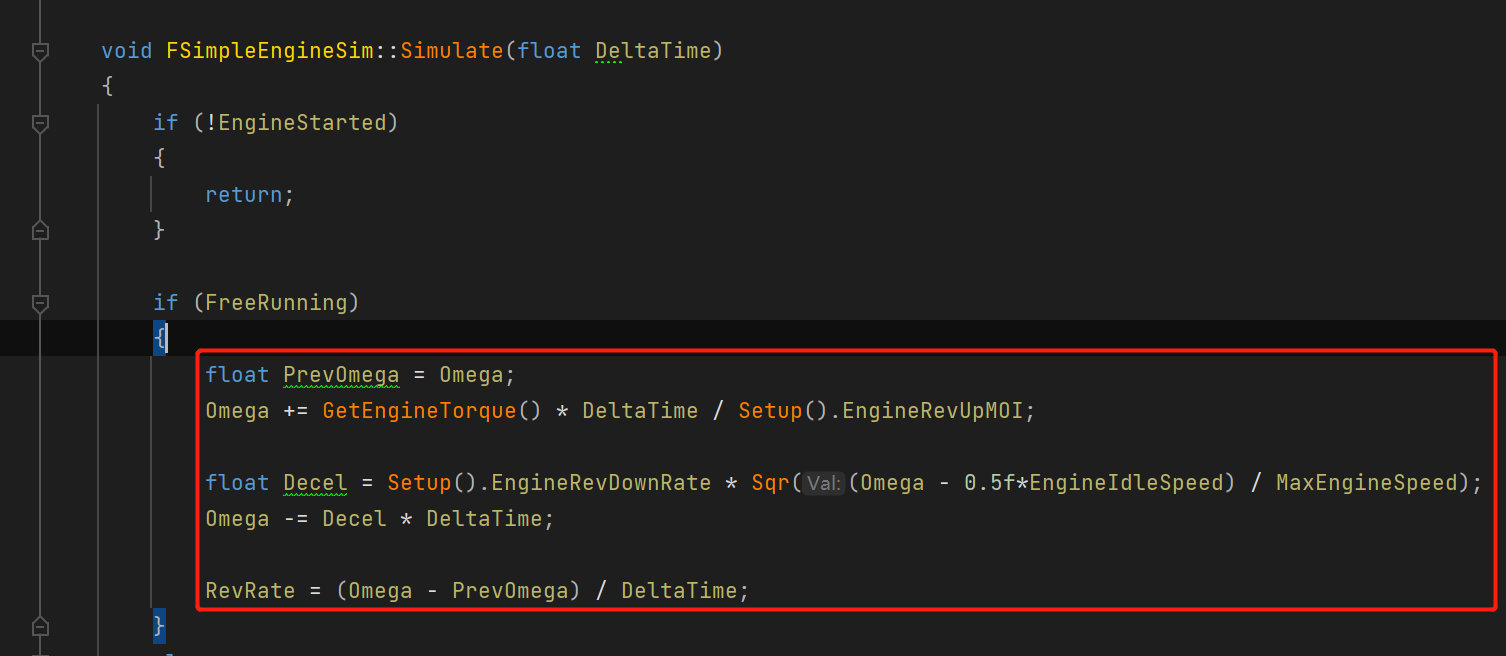 void FSimpleEngineSim::Simulate(float DeltaTime)
{
if (!EngineStarted)
{
return;
}
if (FreeRunning)
{
float PrevOmega = Omega;
Omega += GetEngineTorque() * DeltaTime / Setup().EngineRevUpMOI;
float Decel = Setup().EngineRevDownRate * Sqr(Val:(Omega - 0.5f*EngineIdleSpeed) / MaxEngineSpeed);
Omega -= Decel * DeltaTime;
RevRate = (Omega - PrevOmega) / DeltaTime;
}